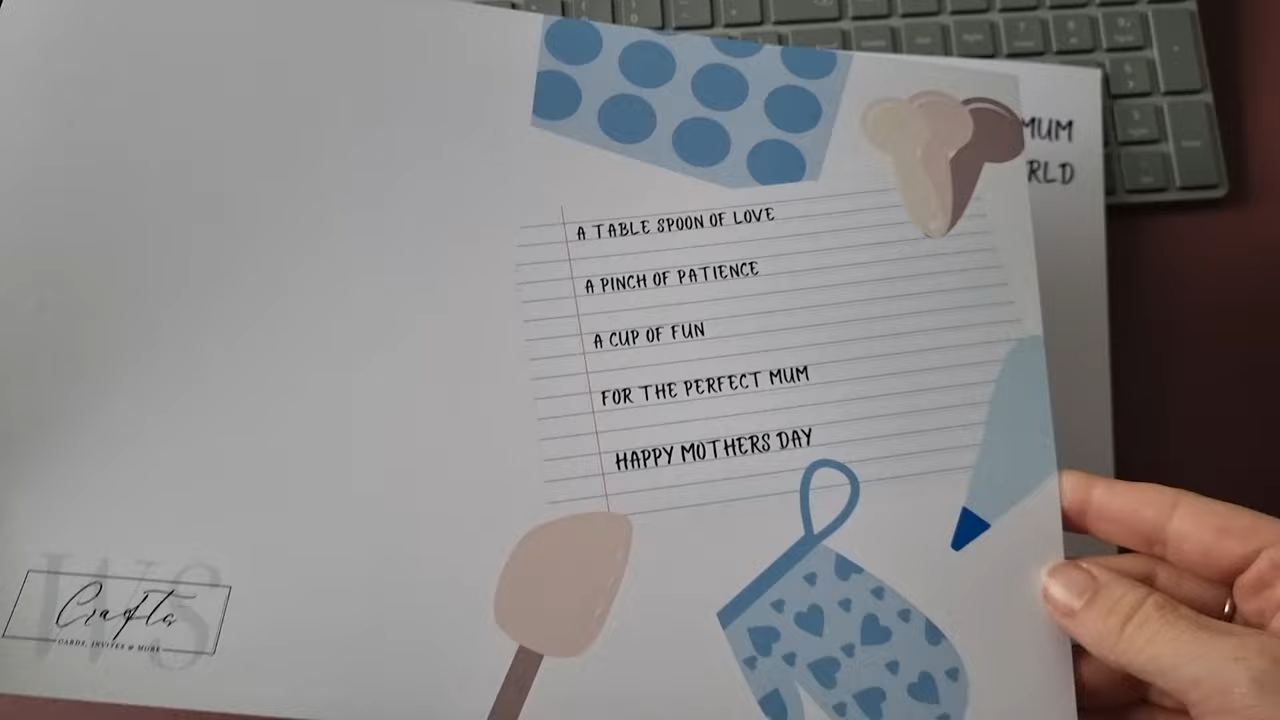 MUM
RLD
A TABLE SPOON OF LOVE
A PINCH OF PATIENCE
A CUP OF FUN
FOR THE PERFECT MUM
HAPPY MOTHERS DAY
WS
Crafts
CARDS, INVITES & MORE